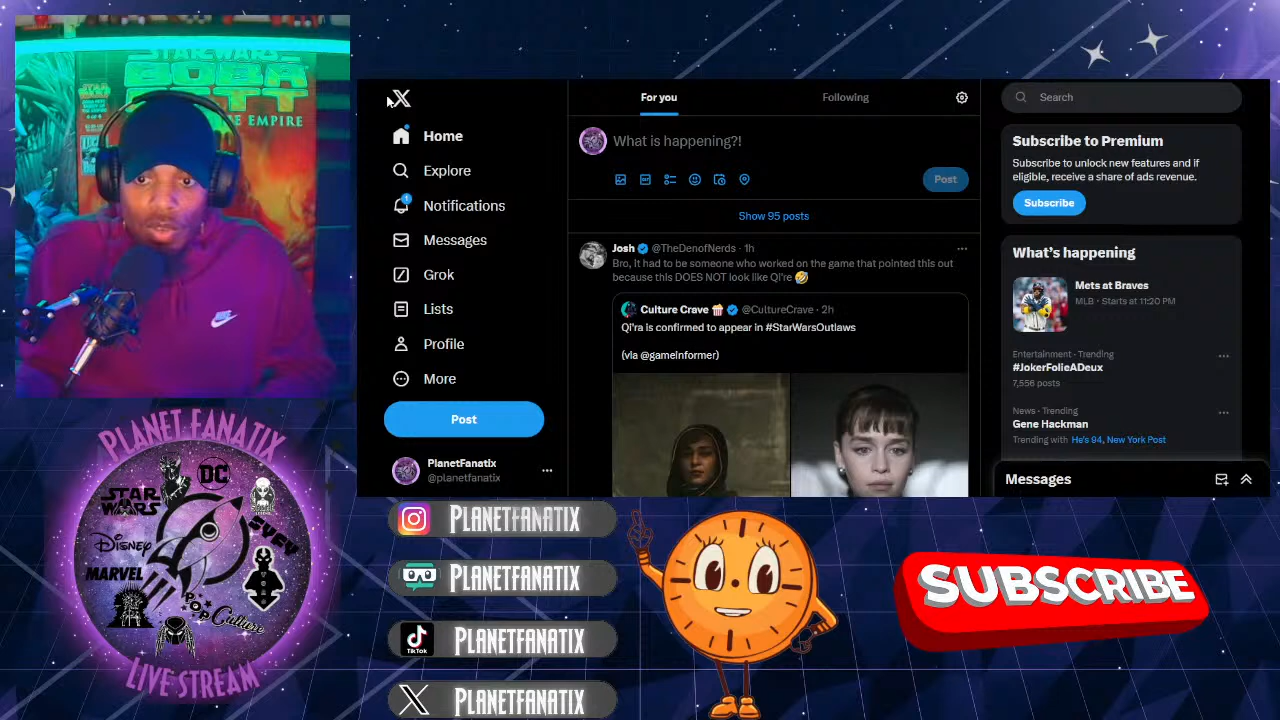 STAR WARS
BOBA
FETT
EMPIRE
Home
Explore
Notifications
Messages
Grok
Lists
Profile
More
Post
PlanetFanatix
@planetfanatix
For you
Following
What is happening?!
Post
Show 95 posts
Josh @TheDenofNerds · 1h
Bro, It had to be someone who worked on the game that pointed this out
because this DOES NOT look like Qi're 🤣
Culture Crave 🍿 @CultureCrave · 2h
Qi'ra is confirmed to appear in #StarWarsOutlaws
(via @gameinformer)
Search
Subscribe to Premium
Subscribe to unlock new features and if
eligible, receive a share of ads revenue.
Subscribe
What's happening
Mets at Braves
MLB · Starts at 11:20 PM
Entertainment · Trending
#JokerFolieADeux
7,556 posts
News · Trending
Gene Hackman
Trending with He's 94, New York Post
Messages
PLANET FANATIX
DC
STAR WARS
Disney
MARVEL
POP Culture
LIVE STREAM
PLANETFANATIX
PLANETFANATIX
TikTok
PLANETFANATIX
PLANETFANATIX
SUBSCRIBE